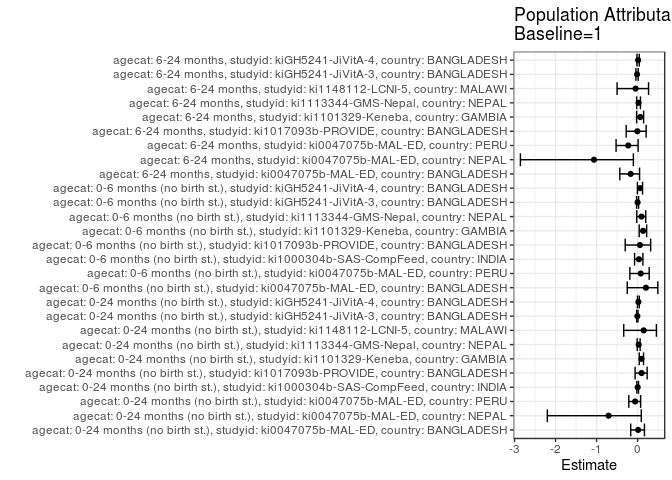 Population Attributa
Baseline=1
agecat: 6-24 months, studyid: kiGH5241-JiVitA-4, country: BANGLADESH
agecat: 6-24 months, studyid: kiGH5241-JiVitA-3, country: BANGLADESH
agecat: 6-24 months, studyid: ki1148112-LCNI-5, country: MALAWI
agecat: 6-24 months, studyid: ki1113344-GMS-Nepal, country: NEPAL
agecat: 6-24 months, studyid: ki1101329-Keneba, country: GAMBIA
agecat: 6-24 months, studyid: ki1017093b-PROVIDE, country: BANGLADESH
agecat: 6-24 months, studyid: ki0047075b-MAL-ED, country: PERU
agecat: 6-24 months, studyid: ki0047075b-MAL-ED, country: NEPAL
agecat: 6-24 months, studyid: ki0047075b-MAL-ED, country: BANGLADESH
agecat: 0-6 months (no birth st.), studyid: kiGH5241-JiVitA-4, country: BANGLADESH
agecat: 0-6 months (no birth st.), studyid: kiGH5241-JiVitA-3, country: BANGLADESH
agecat: 0-6 months (no birth st.), studyid: ki1113344-GMS-Nepal, country: NEPAL
agecat: 0-6 months (no birth st.), studyid: ki1101329-Keneba, country: GAMBIA
agecat: 0-6 months (no birth st.), studyid: ki1017093b-PROVIDE, country: BANGLADESH
agecat: 0-6 months (no birth st.), studyid: ki1000304b-SAS-CompFeed, country: INDIA
agecat: 0-6 months (no birth st.), studyid: ki0047075b-MAL-ED, country: PERU
agecat: 0-6 months (no birth st.), studyid: ki0047075b-MAL-ED, country: BANGLADESH
agecat: 0-24 months (no birth st.), studyid: kiGH5241-JiVitA-4, country: BANGLADESH
agecat: 0-24 months (no birth st.), studyid: kiGH5241-JiVitA-3, country: BANGLADESH
agecat: 0-24 months (no birth st.), studyid: ki1148112-LCNI-5, country: MALAWI
agecat: 0-24 months (no birth st.), studyid: ki1113344-GMS-Nepal, country: NEPAL
agecat: 0-24 months (no birth st.), studyid: ki1101329-Keneba, country: GAMBIA
agecat: 0-24 months (no birth st.), studyid: ki1017093b-PROVIDE, country: BANGLADESH
agecat: 0-24 months (no birth st.), studyid: ki1000304b-SAS-CompFeed, country: INDIA
agecat: 0-24 months (no birth st.), studyid: ki0047075b-MAL-ED, country: PERU
agecat: 0-24 months (no birth st.), studyid: ki0047075b-MAL-ED, country: NEPAL
agecat: 0-24 months (no birth st.), studyid: ki0047075b-MAL-ED, country: BANGLADESH
-3 -2 -1 0
Estimate